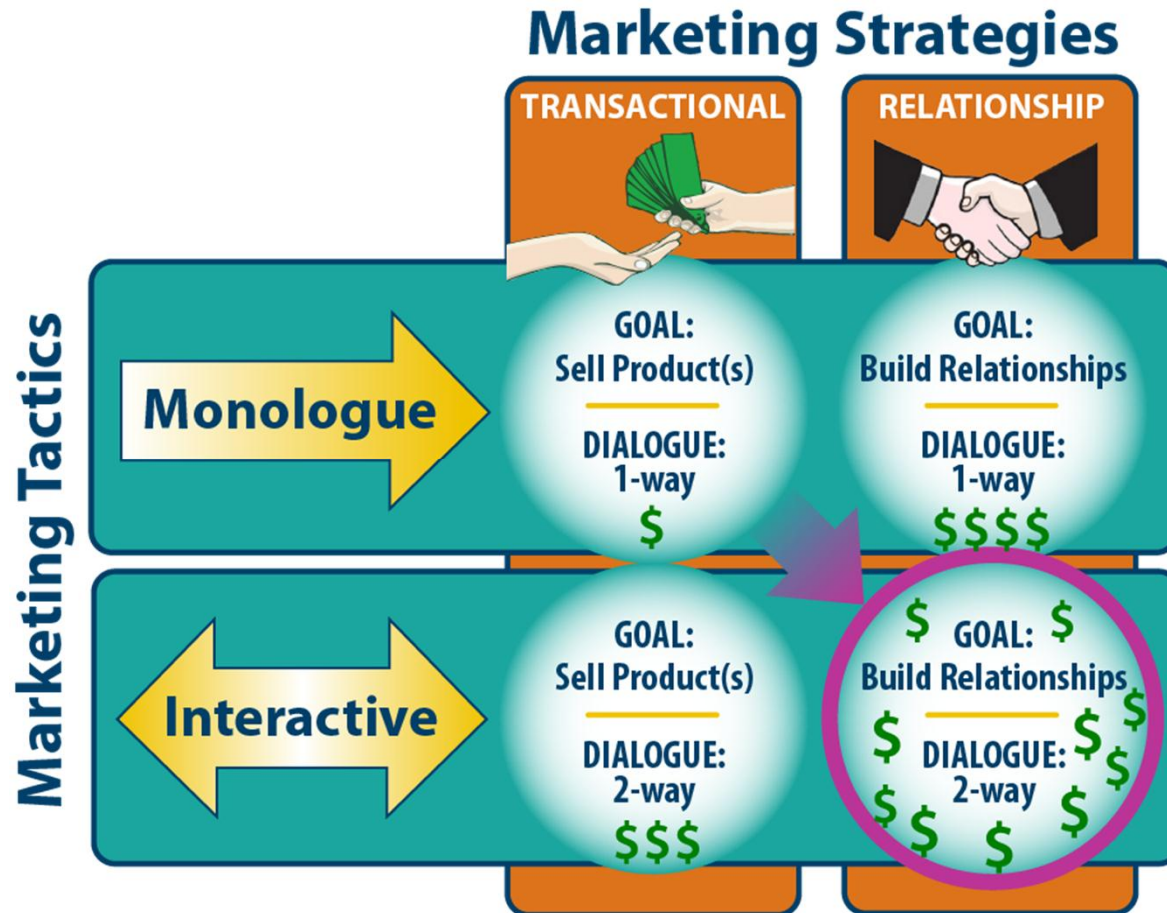 Marketing Strategies
TRANSACTIONAL
RELATIONSHIP
Marketing Tactics
Monologue
GOAL:
Sell Product(s)
DIALOGUE:
1-way
$
GOAL:
Build Relationships
DIALOGUE:
1-way
$$$$
Interactive
GOAL:
Sell Product(s)
DIALOGUE:
2-way
$$$
$ GOAL: $
Build Relationships
$
$ DIALOGUE: $
2-way $
$ $
$ $